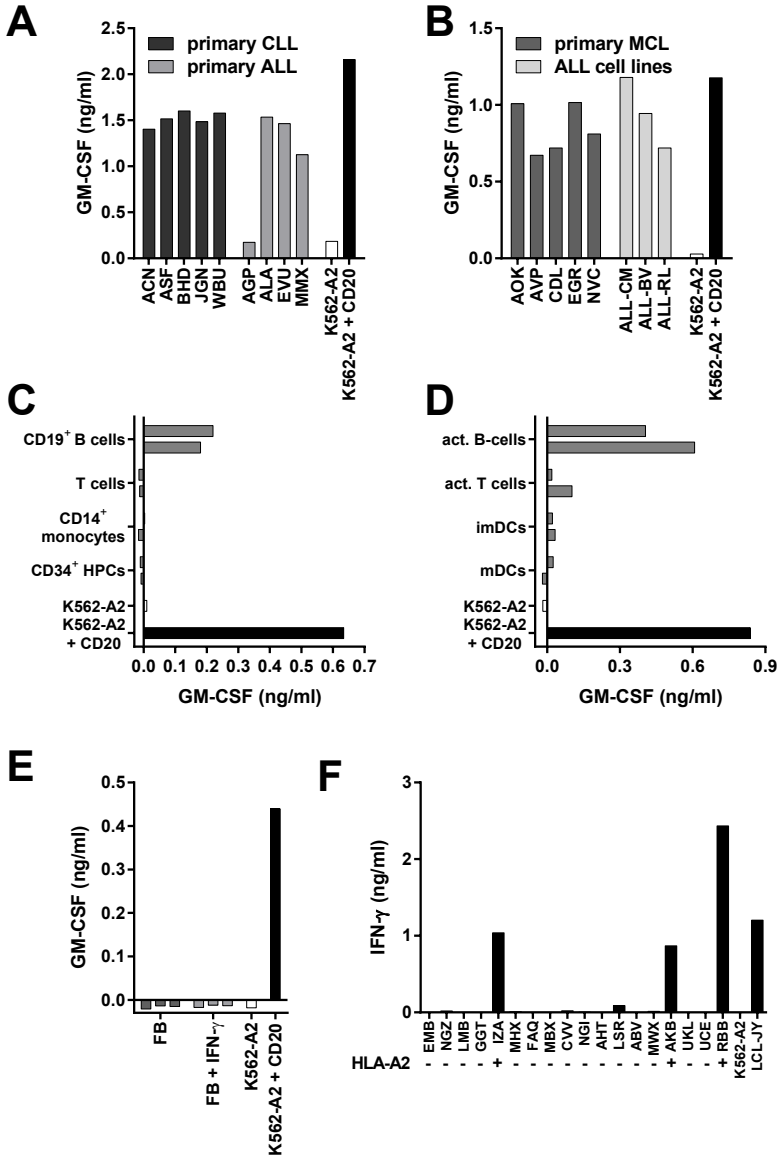 A
primary CLL
primary ALL
GM-CSF (ng/ml)
2.5
2.0
1.5
1.0
0.5
0.0
ACN
ASF
BHD
JGN
WBU
AGP
ALA
EVU
MMX
K562-A2
K562-A2 + CD20
B
primary MCL
ALL cell lines
GM-CSF (ng/ml)
1.5
1.0
0.5
0.0
AOK
AVP
CDL
EGR
NVC
ALL-CM
ALL-BV
ALL-RL
K562-A2
K562-A2 + CD20
C
CD19⁺ B cells
T cells
CD14⁺
monocytes
CD34⁺ HPCs
K562-A2
K562-A2
+ CD20
0.0 0.1 0.2 0.3 0.4 0.5 0.6 0.7
GM-CSF (ng/ml)
D
act. B-cells
act. T cells
imDCs
mDCs
K562-A2
K562-A2
+ CD20
0.0 0.3 0.6 0.9
GM-CSF (ng/ml)
E
GM-CSF (ng/ml)
0.5
0.4
0.3
0.2
0.1
0.0
FB
FB + IFN-γ
K562-A2
K562-A2 + CD20
F
IFN-γ (ng/ml)
3
2
1
0
EMB
NGZ
LMB
GGT
IZA
MHX
FAQ
MBX
CVV
NGI
AHT
LSR
ABV
MWX
AKB
UKL
UCE
RBB
K562-A2
LCL-JY
HLA-A2 - - - - + - - - - - - - - - + - - + - -